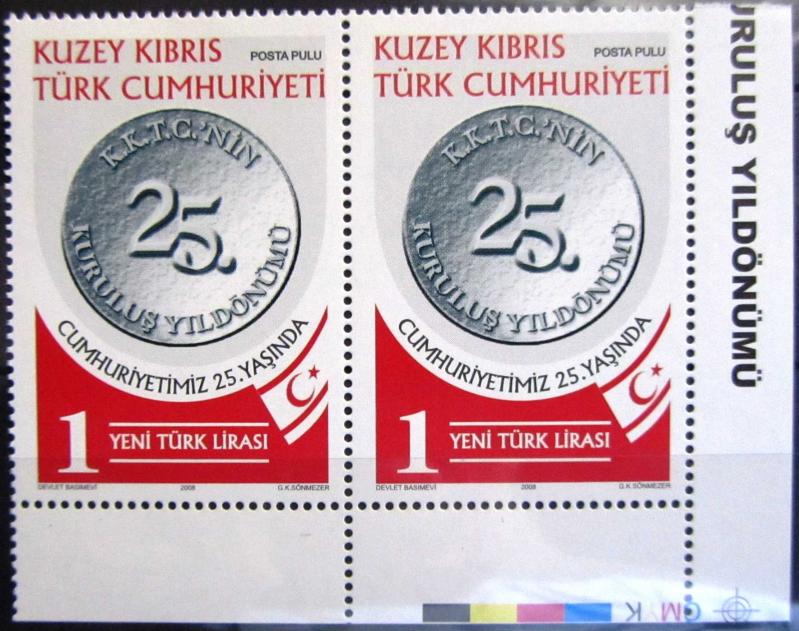 KUZEY KIBRIS
POSTA PULU
TÜRK CUMHURİYETİ
K.K.T.C.'NİN
25.
KURULUŞ YILDÖNÜMÜ
CUMHURİYETİMİZ 25.YAŞINDA
1
YENİ TÜRK LİRASI
DEVLET BASIMEVİ
2008
G.K.SÖNMEZER
KUZEY KIBRIS
POSTA PULU
TÜRK CUMHURİYETİ
K.K.T.C.'NİN
25.
KURULUŞ YILDÖNÜMÜ
CUMHURİYETİMİZ 25.YAŞINDA
1
YENİ TÜRK LİRASI
DEVLET BASIMEVİ
2008
G.K.SÖNMEZER
URULUŞ YILDÖNÜMÜ
CMYK